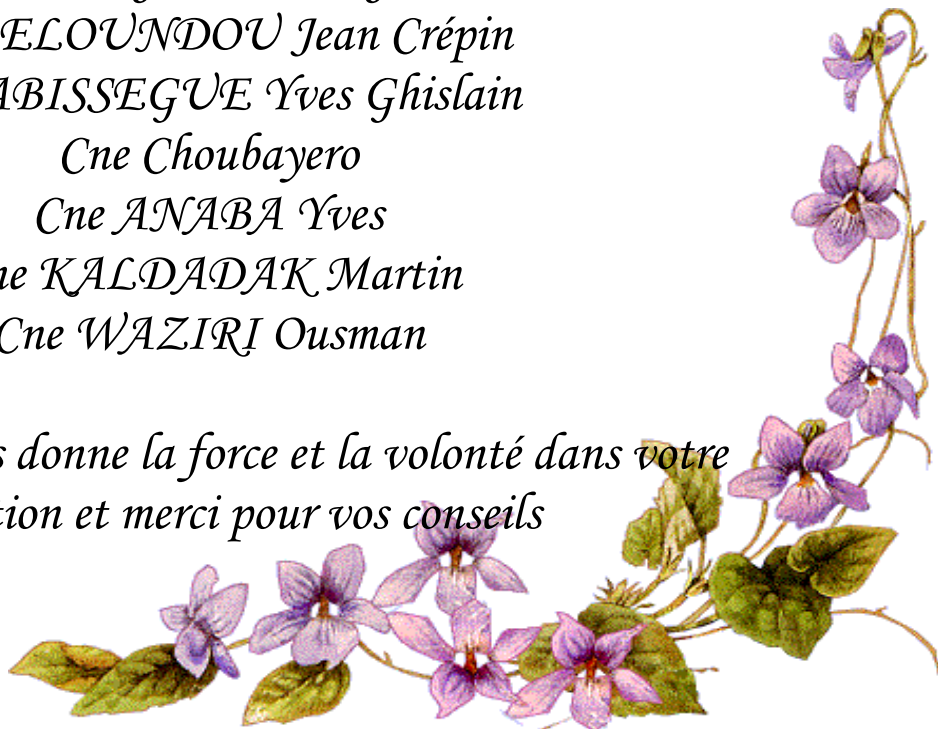 ELOUNDOU Jean Crépin
ABISSEGUE Yves Ghislain
Cne Choubayero
Cne ANABA Yves
KALDADAK Martin
Cne WAZIRI Ousman
donne la force et la volonté dans votre
et merci pour vos conseils